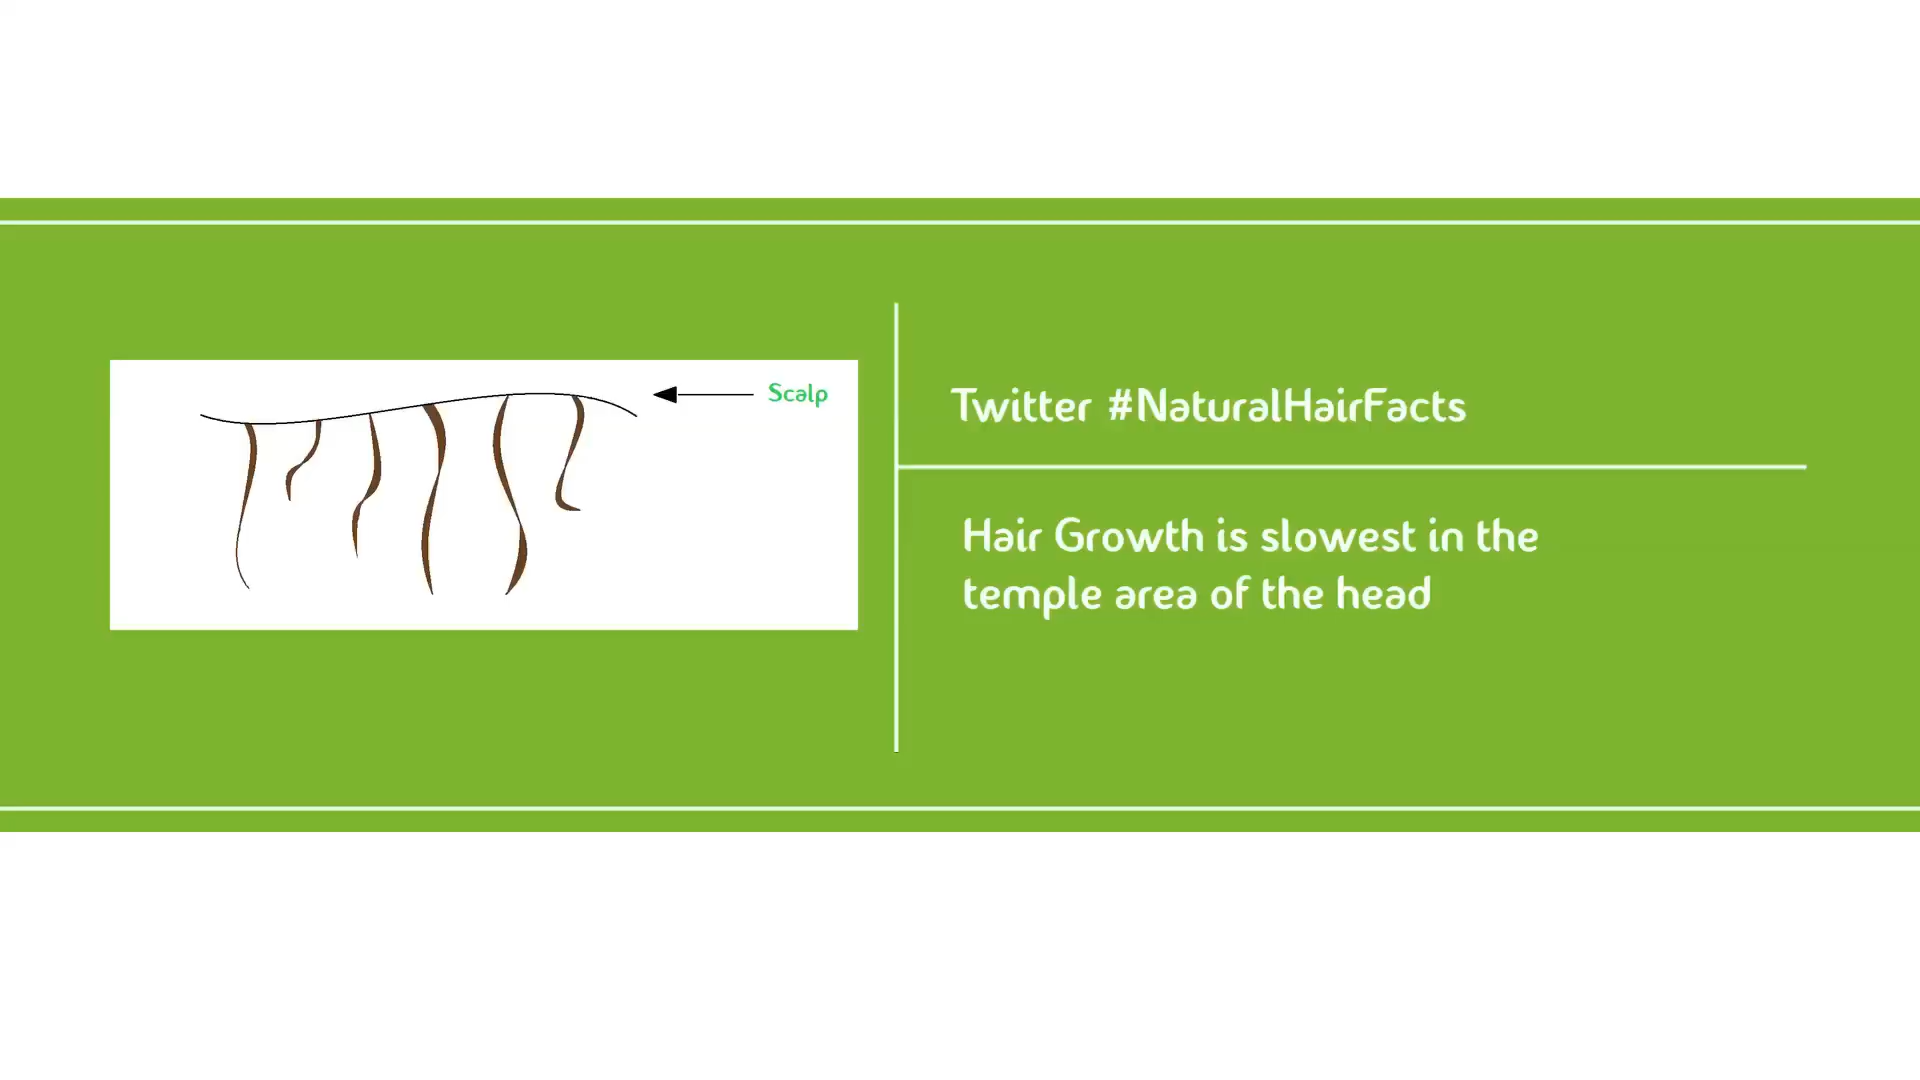 Scalp
Twitter #NaturalHairFacts
Hair Growth is slowest in the
temple area of the head